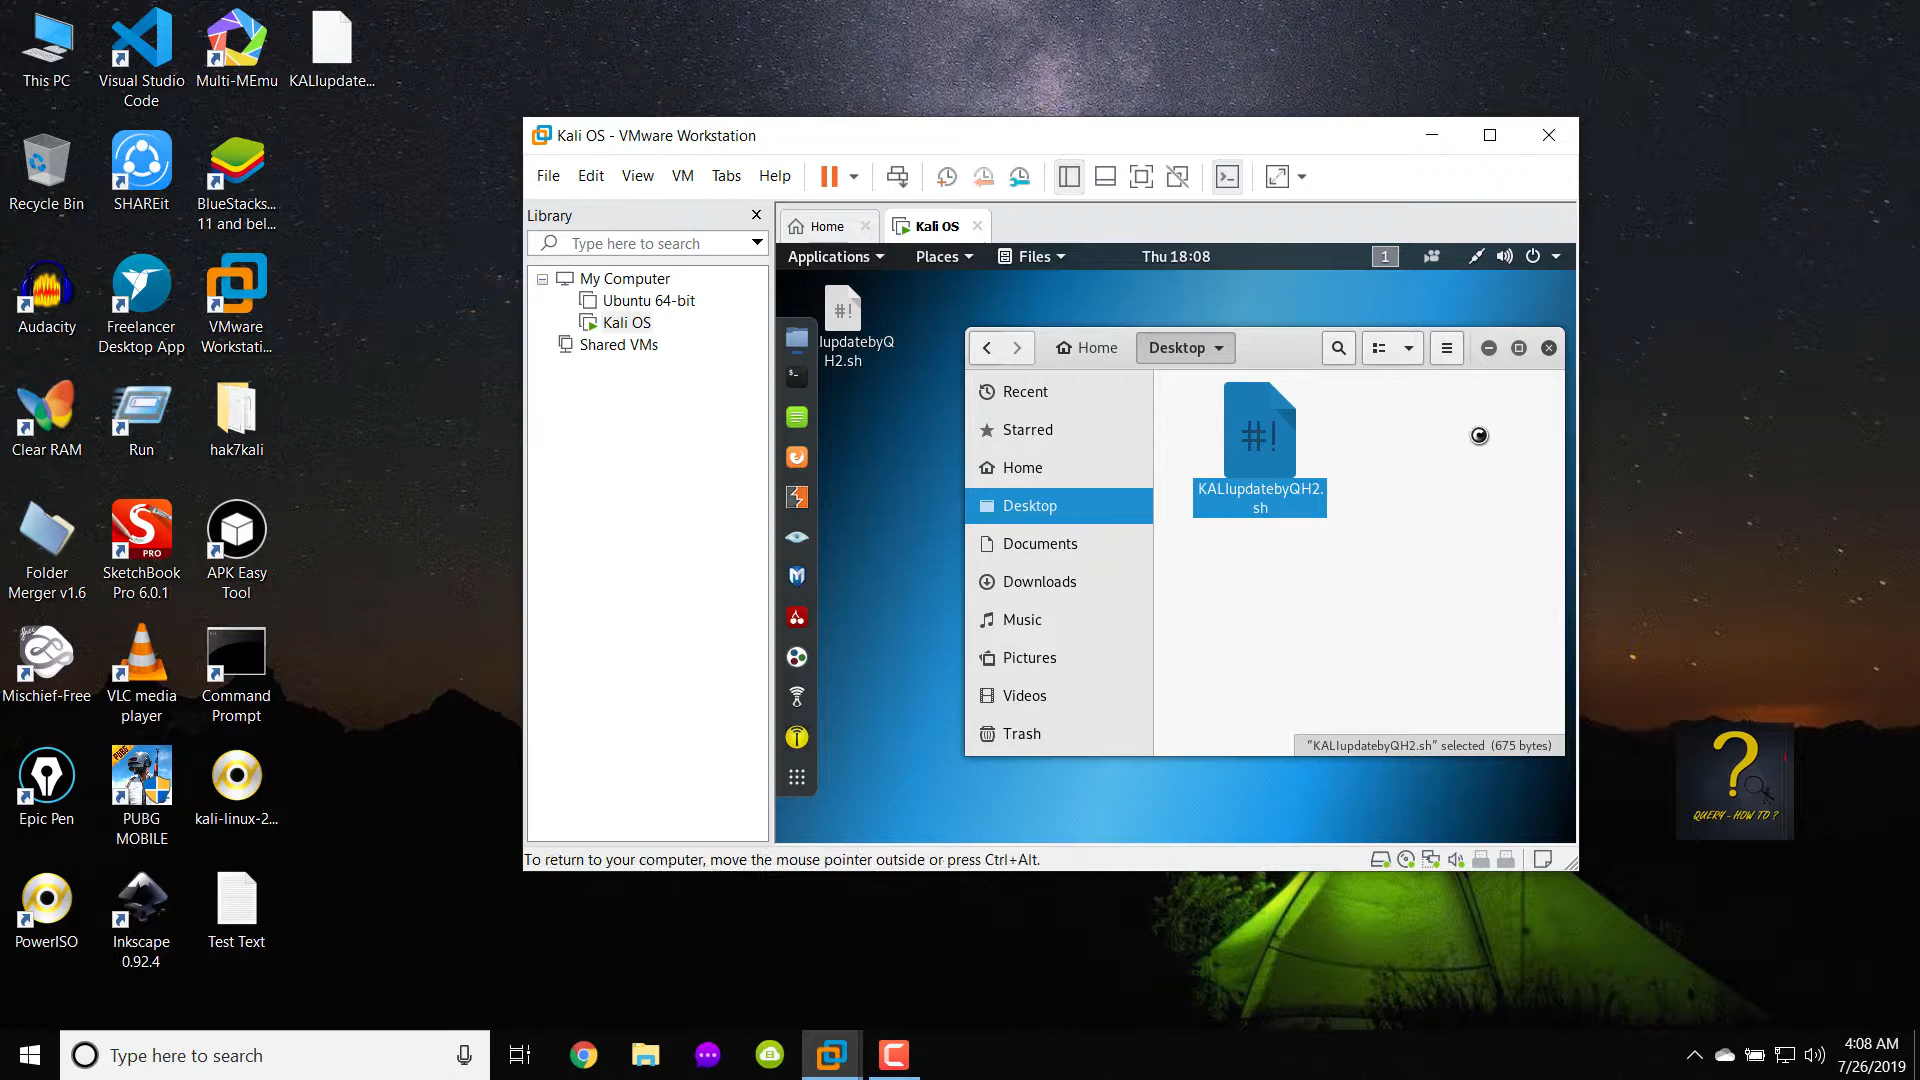 This PC
Visual Studio
Code
Multi-MEmu
KALIupdate...
Recycle Bin
SHAREit
BlueStacks...
11 and bel...
Audacity
Freelancer
Desktop App
VMware
Workstati...
Clear RAM
Run
hak7kali
Folder
Merger v1.6
PRO
SketchBook
Pro 6.0.1
APK Easy
Tool
Mischief-Free
VLC media
player
Command
Prompt
Epic Pen
PUBG
PUBG
MOBILE
kali-linux-2...
PowerISO
Inkscape
0.92.4
Test Text
Kali OS - VMware Workstation
File Edit View VM Tabs Help
Library
Type here to search
My Computer
Ubuntu 64-bit
Kali OS
Shared VMs
Home
Kali OS
Applications
Places
Files
Thu 18:08
1
#!
IupdatebyQ
H2.sh
Home
Desktop
Recent
Starred
Home
Desktop
Documents
Downloads
Music
Pictures
Videos
Trash
#!
KALIupdatebyQH2.
sh
"KALIupdatebyQH2.sh" selected (675 bytes)
To return to your computer, move the mouse pointer outside or press Ctrl+Alt.
?
QUERY - HOW TO ?
Type here to search
4:08 AM
7/26/2019